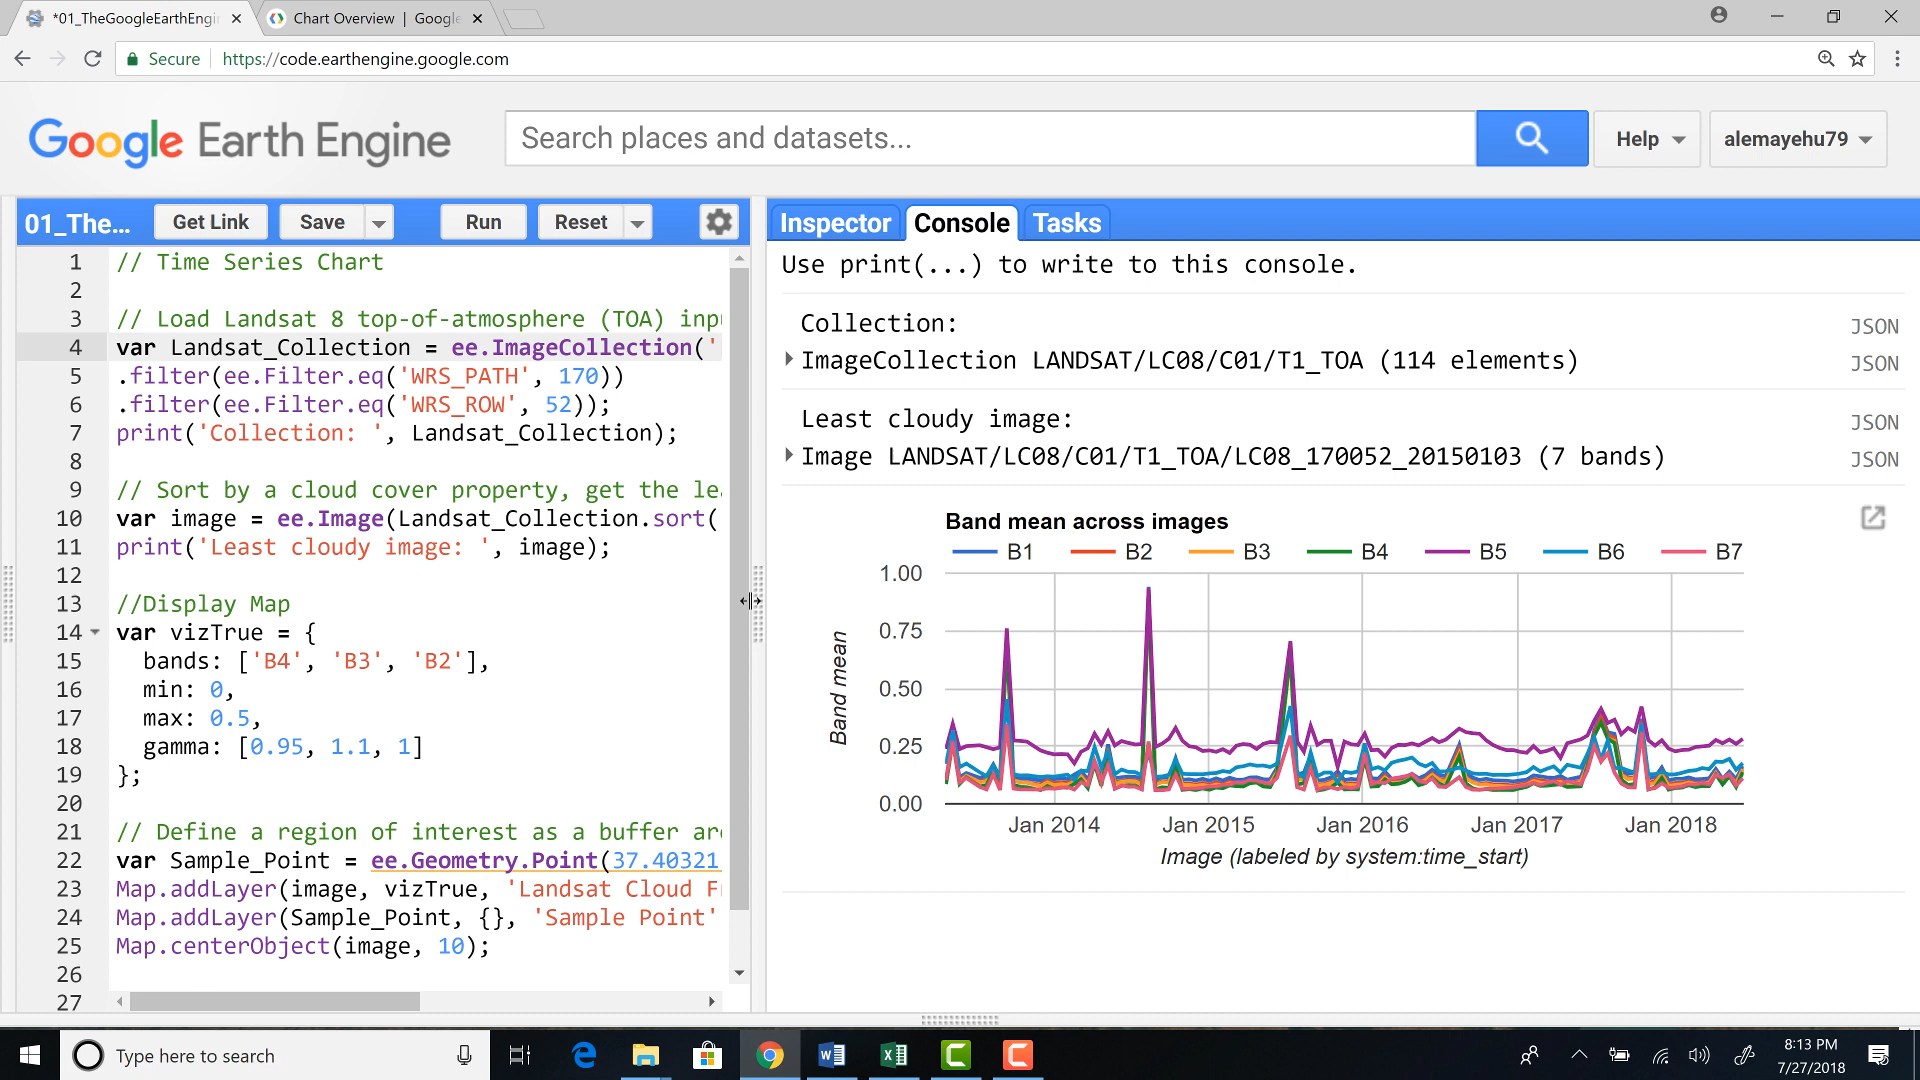 *01_TheGoogleEarthEngi
Chart Overview | Google
Secure
https://code.earthengine.google.com
Google Earth Engine
Search places and datasets...
Help
alemayehu79
01_The...
Get Link
Save
Run
Reset
Inspector
Console
Tasks
1 // Time Series Chart
2
3 // Load Landsat 8 top-of-atmosphere (TOA) inpu
4 var Landsat_Collection = ee.ImageCollection('
5 .filter(ee.Filter.eq('WRS_PATH', 170))
6 .filter(ee.Filter.eq('WRS_ROW', 52));
7 print('Collection: ', Landsat_Collection);
8
9 // Sort by a cloud cover property, get the lea
10 var image = ee.Image(Landsat_Collection.sort(
11 print('Least cloudy image: ', image);
12
13 //Display Map
14 var vizTrue = {
15 bands: ['B4', 'B3', 'B2'],
16 min: 0,
17 max: 0.5,
18 gamma: [0.95, 1.1, 1]
19 };
20
21 // Define a region of interest as a buffer are
22 var Sample_Point = ee.Geometry.Point(37.40321
23 Map.addLayer(image, vizTrue, 'Landsat Cloud Fr
24 Map.addLayer(Sample_Point, {}, 'Sample Point'
25 Map.centerObject(image, 10);
26
27
Use print(...) to write to this console.
Collection:
JSON
ImageCollection LANDSAT/LC08/C01/T1_TOA (114 elements)
JSON
Least cloudy image:
JSON
Image LANDSAT/LC08/C01/T1_TOA/LC08_170052_20150103 (7 bands)
JSON
Band mean across images
B1 B2 B3 B4 B5 B6 B7
1.00
0.75
0.50
0.25
0.00
Band mean
Jan 2014 Jan 2015 Jan 2016 Jan 2017 Jan 2018
Image (labeled by system:time_start)
Type here to search
8:13 PM
7/27/2018